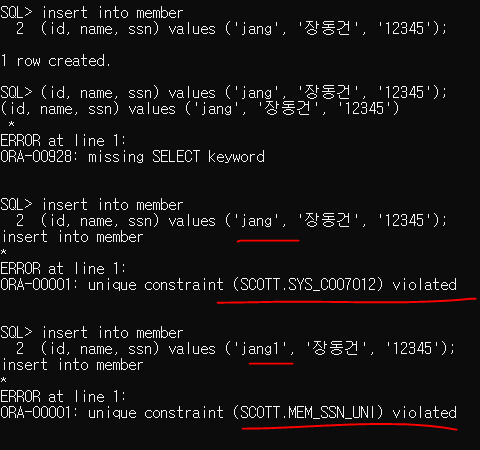 SQL> insert into member
  2  (id, name, ssn) values ('jang', '장동건', '12345');
1 row created.
SQL> (id, name, ssn) values ('jang', '장동건', '12345');
(id, name, ssn) values ('jang', '장동건', '12345')
 *
ERROR at line 1:
ORA-00928: missing SELECT keyword
SQL> insert into member
  2  (id, name, ssn) values ('jang', '장동건', '12345');
insert into member
*
ERROR at line 1:
ORA-00001: unique constraint (SCOTT.SYS_C007012) violated
SQL> insert into member
  2  (id, name, ssn) values ('jang1', '장동건', '12345');
insert into member
*
ERROR at line 1:
ORA-00001: unique constraint (SCOTT.MEM_SSN_UNI) violated